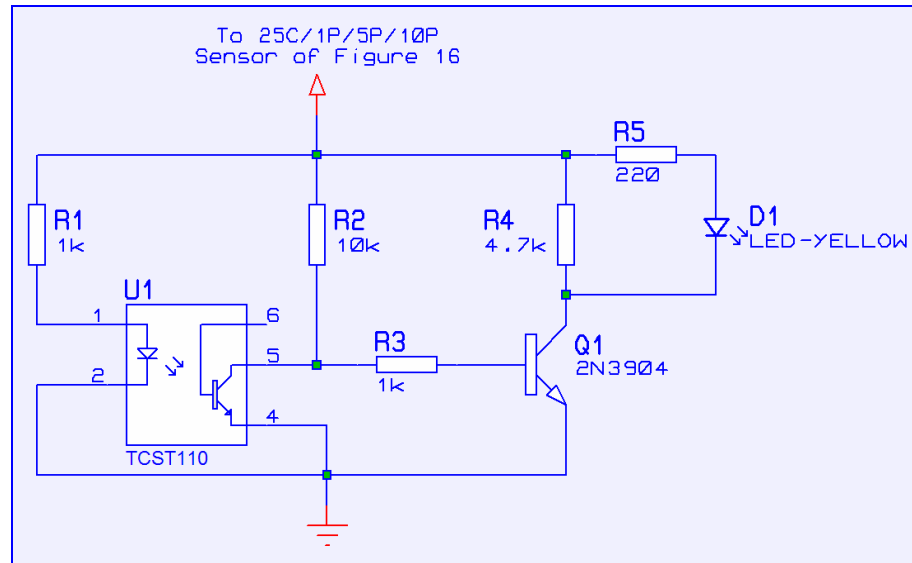 To 25C/1P/5P/10P
Sensor of Figure 16
R5
220
R1
1k
R2
10k
R4
4.7k
D1
LED-YELLOW
U1
1
6
2
5
4
R3
1k
Q1
2N3904
TCST110